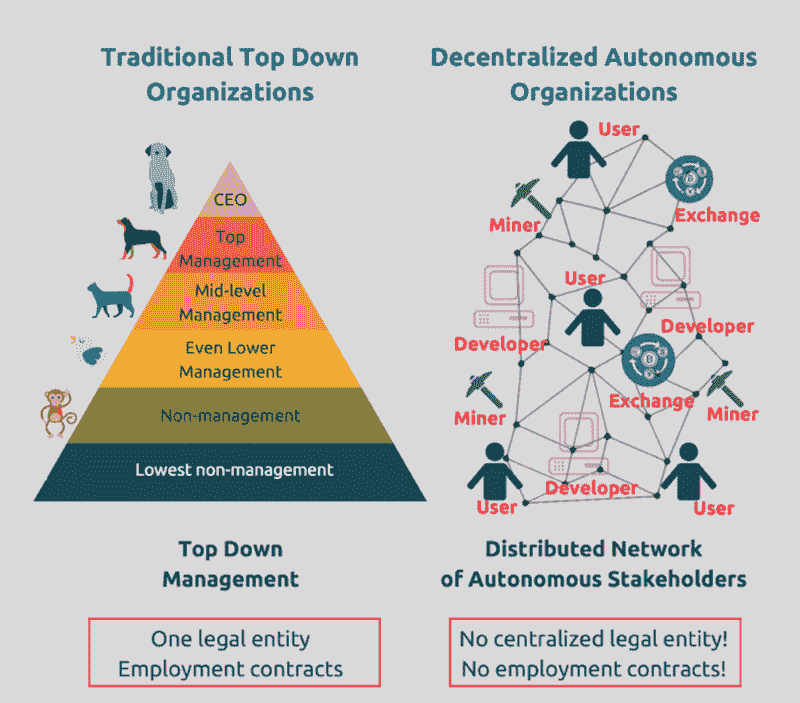 Traditional Top Down
Organizations
CEO
Top
Management
Mid-level
Management
Even Lower
Management
Non-management
Lowest non-management
Top Down
Management
One legal entity
Employment contracts
Decentralized Autonomous
Organizations
User
Exchange
Miner
User
Developer
Developer
Exchange
Miner
Miner
Developer
User
User
Distributed Network
of Autonomous Stakeholders
No centralized legal entity!
No employment contracts!